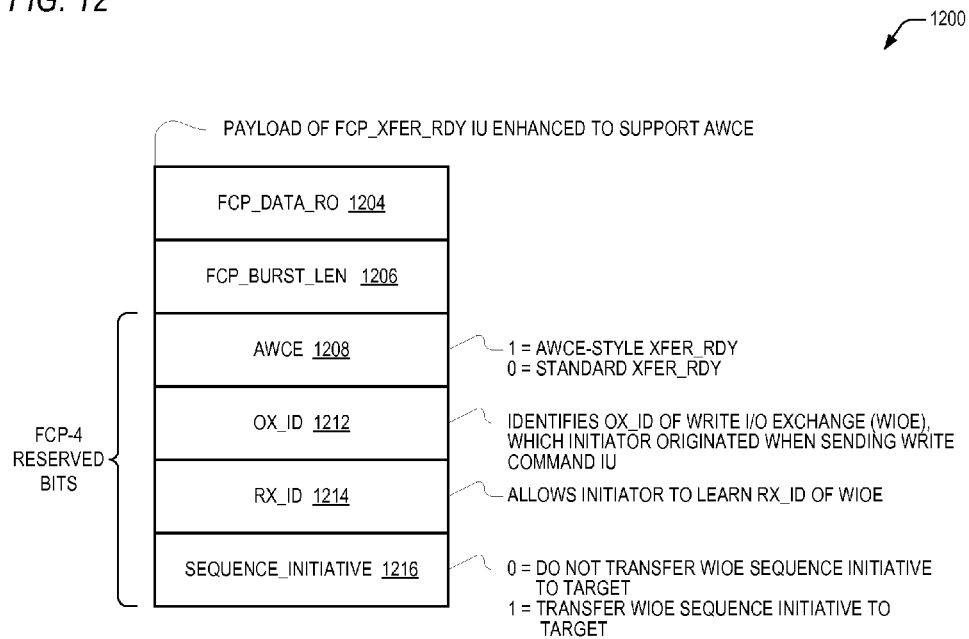 FIG. 12
1200
PAYLOAD OF FCP_XFER_RDY IU ENHANCED TO SUPPORT AWCE
FCP_DATA_RO 1204
FCP_BURST_LEN 1206
AWCE 1208
1 = AWCE-STYLE XFER_RDY
0 = STANDARD XFER_RDY
FCP-4
RESERVED
BITS
OX_ID 1212
IDENTIFIES OX_ID OF WRITE I/O EXCHANGE (WIOE),
WHICH INITIATOR ORIGINATED WHEN SENDING WRITE
COMMAND IU
RX_ID 1214
ALLOWS INITIATOR TO LEARN RX_ID OF WIOE
SEQUENCE_INITIATIVE 1216
0 = DO NOT TRANSFER WIOE SEQUENCE INITIATIVE
TO TARGET
1 = TRANSFER WIOE SEQUENCE INITIATIVE TO
TARGET